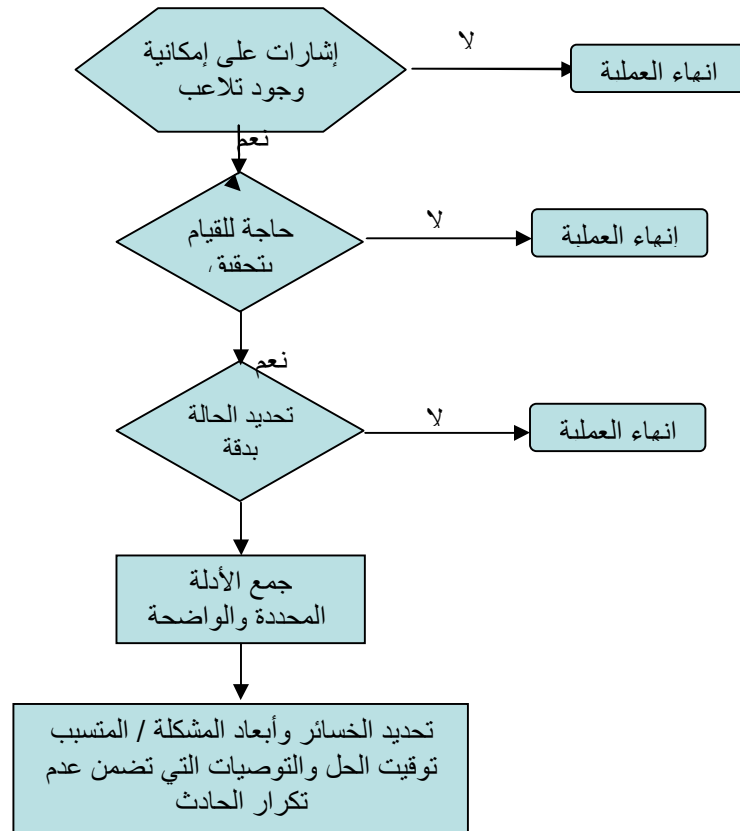 إشارات على إمكانية
وجود تلاعب
لا
انهاء العملية
نعم
حاجة للقيام
بتحقيق
لا
إنهاء العملية
نعم
تحديد الحالة
بدقة
لا
انهاء العملية
جمع الأدلة
المحددة والواضحة
تحديد الخسائر وأبعاد المشكلة / المتسبب
توقيت الحل والتوصيات التي تضمن عدم
تكرار الحادث